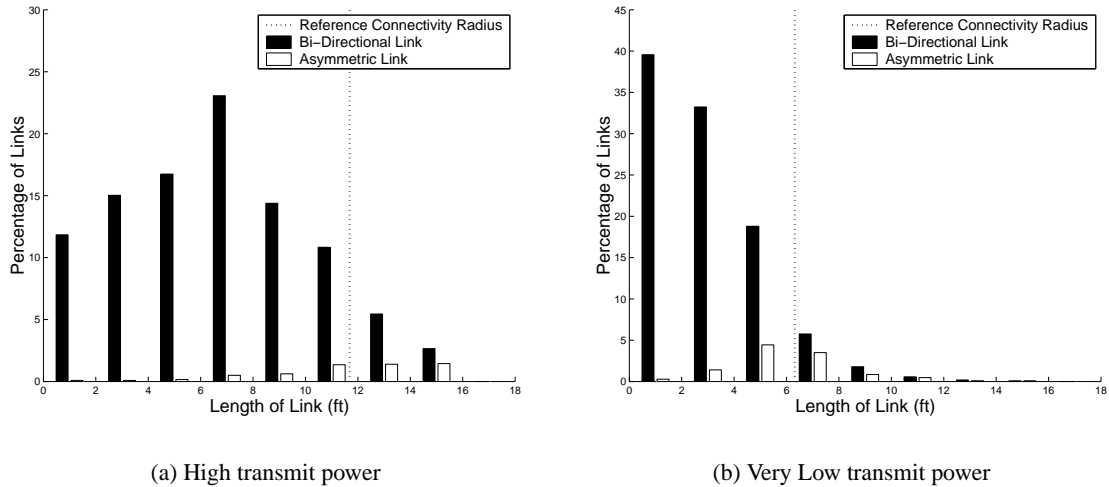 30
25
20
15
10
5
0
Percentage of Links
0 2 4 6 8 10 12 14 16 18
Length of Link (ft)
Reference Connectivity Radius
Bi−Directional Link
Asymmetric Link
(a) High transmit power
45
40
35
30
25
20
15
10
5
0
Percentage of Links
0 2 4 6 8 10 12 14 16 18
Length of Link (ft)
Reference Connectivity Radius
Bi−Directional Link
Asymmetric Link
(b) Very Low transmit power